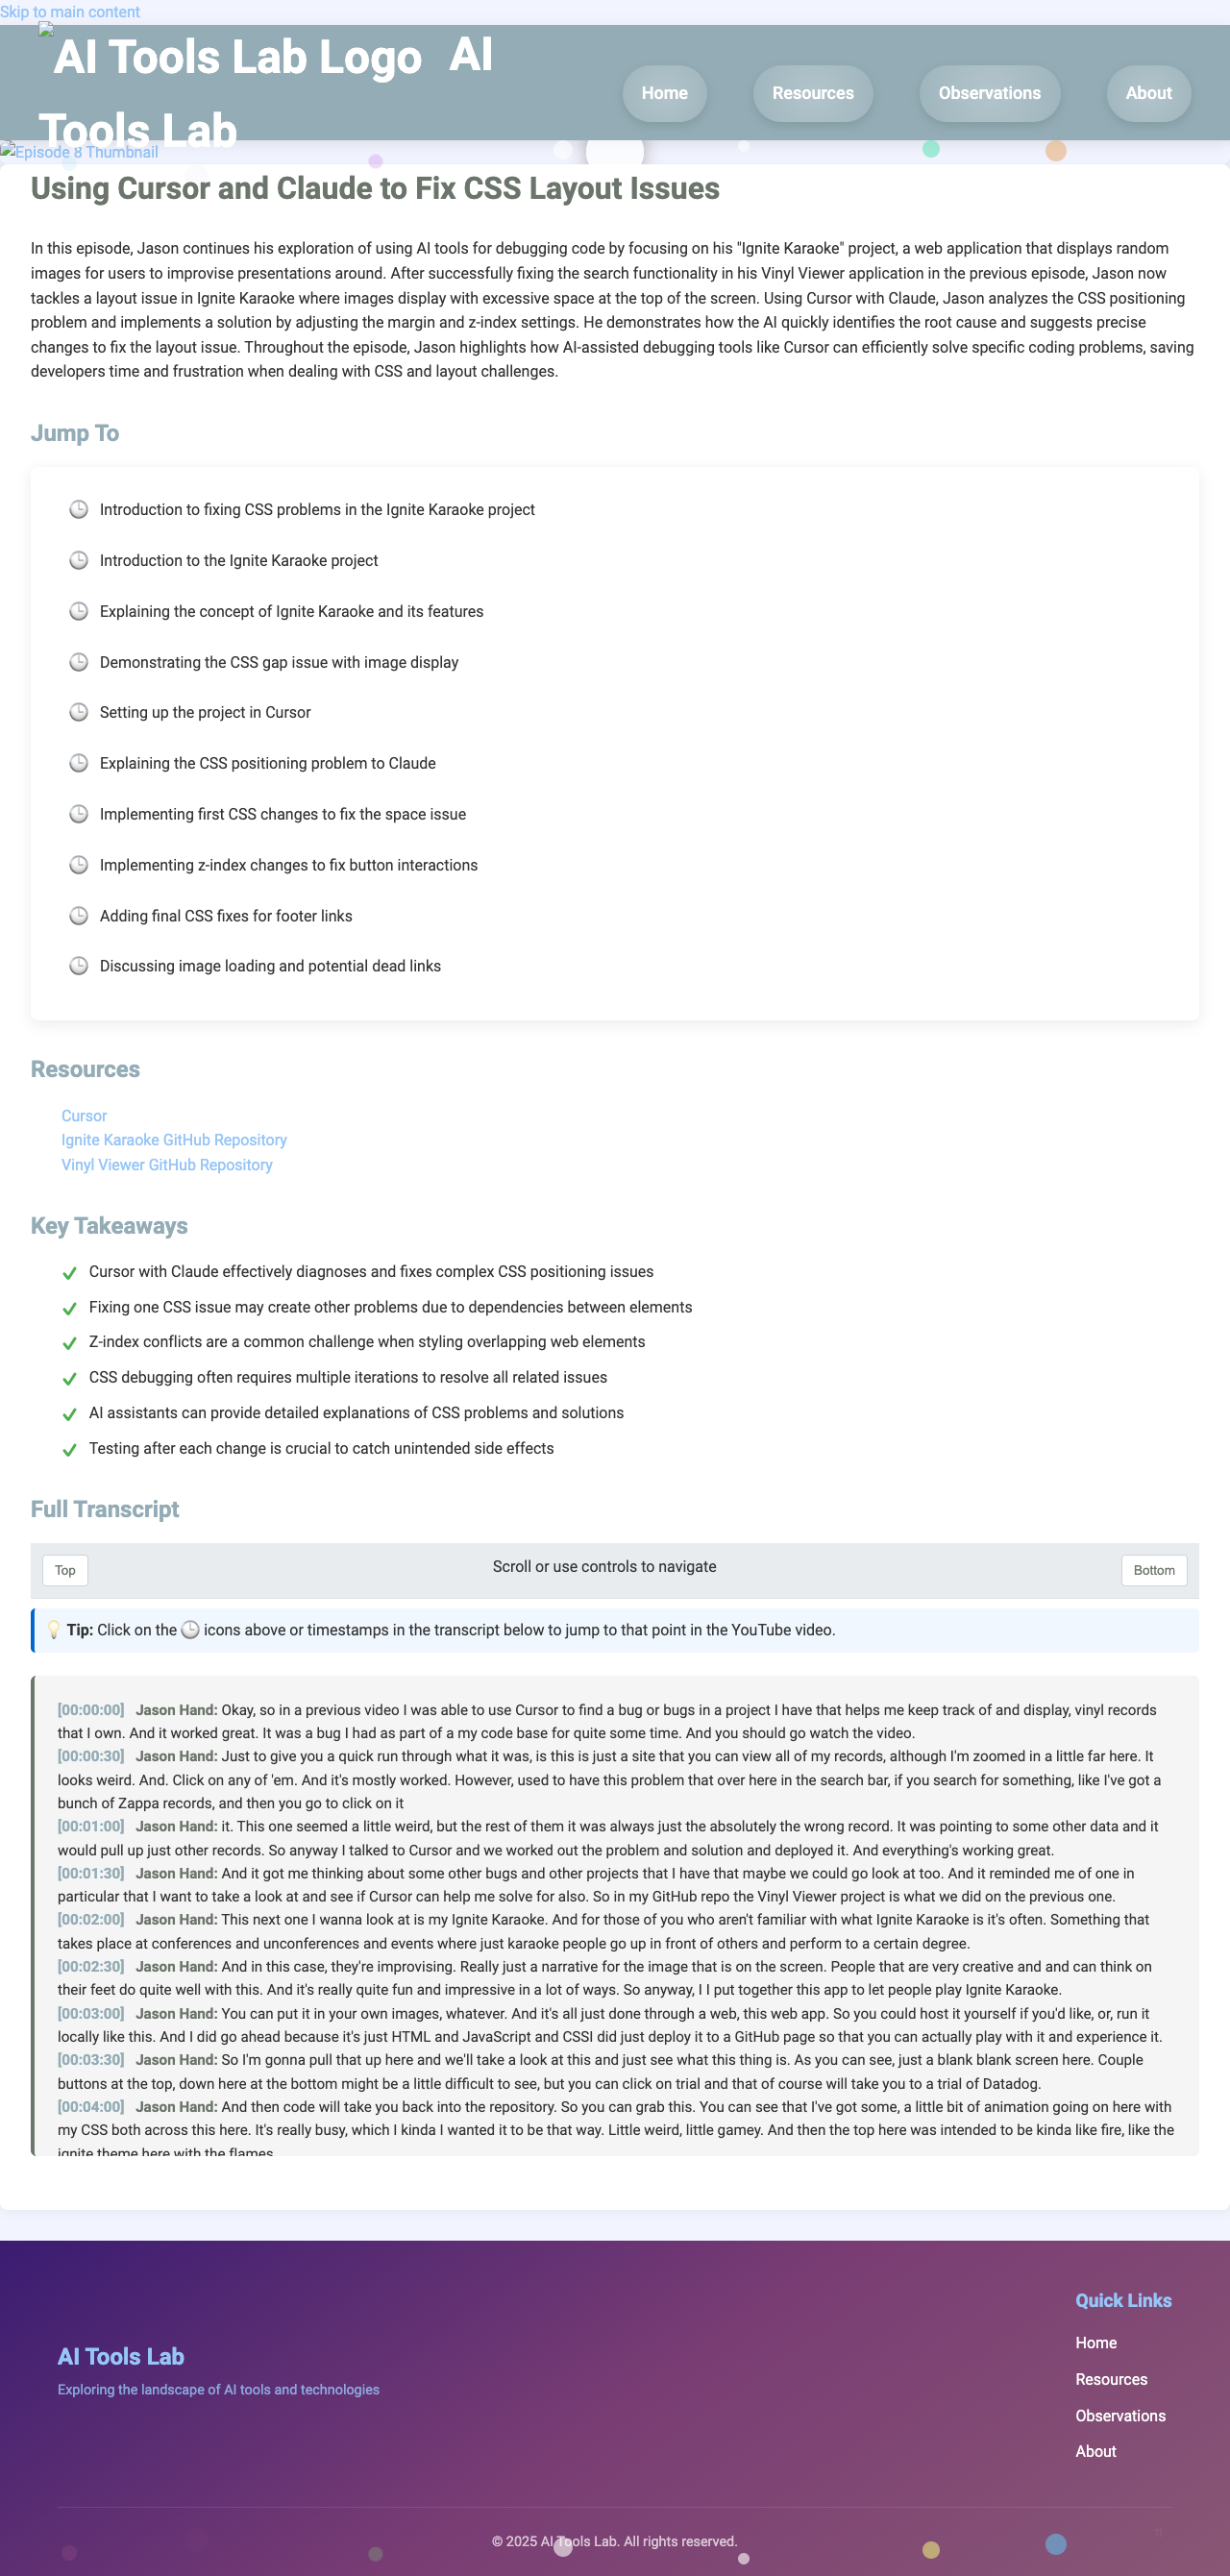 Skip to main content
AI Tools Lab Logo AI
Tools Lab
Home
Resources
Observations
About
Episode 8 Thumbnail
Using Cursor and Claude to Fix CSS Layout Issues
In this episode, Jason continues his exploration of using AI tools for debugging code by focusing on his "Ignite Karaoke" project, a web application that displays random
images for users to improvise presentations around. After successfully fixing the search functionality in his Vinyl Viewer application in the previous episode, Jason now
tackles a layout issue in Ignite Karaoke where images display with excessive space at the top of the screen. Using Cursor with Claude, Jason analyzes the CSS positioning
problem and implements a solution by adjusting the margin and z-index settings. He demonstrates how the AI quickly identifies the root cause and suggests precise
changes to fix the layout issue. Throughout the episode, Jason highlights how AI-assisted debugging tools like Cursor can efficiently solve specific coding problems, saving
developers time and frustration when dealing with CSS and layout challenges.
Jump To
Introduction to fixing CSS problems in the Ignite Karaoke project
Introduction to the Ignite Karaoke project
Explaining the concept of Ignite Karaoke and its features
Demonstrating the CSS gap issue with image display
Setting up the project in Cursor
Explaining the CSS positioning problem to Claude
Implementing first CSS changes to fix the space issue
Implementing z-index changes to fix button interactions
Adding final CSS fixes for footer links
Discussing image loading and potential dead links
Resources
Cursor
Ignite Karaoke GitHub Repository
Vinyl Viewer GitHub Repository
Key Takeaways
Cursor with Claude effectively diagnoses and fixes complex CSS positioning issues
Fixing one CSS issue may create other problems due to dependencies between elements
Z-index conflicts are a common challenge when styling overlapping web elements
CSS debugging often requires multiple iterations to resolve all related issues
AI assistants can provide detailed explanations of CSS problems and solutions
Testing after each change is crucial to catch unintended side effects
Full Transcript
Top
Scroll or use controls to navigate
Bottom
💡 Tip: Click on the 🕒 icons above or timestamps in the transcript below to jump to that point in the YouTube video.
[00:00:00] Jason Hand: Okay, so in a previous video I was able to use Cursor to find a bug or bugs in a project I have that helps me keep track of and display, vinyl records
that I own. And it worked great. It was a bug I had as part of a my code base for quite some time. And you should go watch the video.
[00:00:30] Jason Hand: Just to give you a quick run through what it was, is this is just a site that you can view all of my records, although I'm zoomed in a little far here. It
looks weird. And. Click on any of 'em. And it's mostly worked. However, used to have this problem that over here in the search bar, if you search for something, like I've got a
bunch of Zappa records, and then you go to click on it
[00:01:00] Jason Hand: it. This one seemed a little weird, but the rest of them it was always just the absolutely the wrong record. It was pointing to some other data and it
would pull up just other records. So anyway I talked to Cursor and we worked out the problem and solution and deployed it. And everything's working great.
[00:01:30] Jason Hand: And it got me thinking about some other bugs and other projects that I have that maybe we could go look at too. And it reminded me of one in
particular that I want to take a look at and see if Cursor can help me solve for also. So in my GitHub repo the Vinyl Viewer project is what we did on the previous one.
[00:02:00] Jason Hand: This next one I wanna look at is my Ignite Karaoke. And for those of you who aren't familiar with what Ignite Karaoke is it's often. Something that
takes place at conferences and unconferences and events where just karaoke people go up in front of others and perform to a certain degree.
[00:02:30] Jason Hand: And in this case, they're improvising. Really just a narrative for the image that is on the screen. People that are very creative and and can think on
their feet do quite well with this. And it's really quite fun and impressive in a lot of ways. So anyway, I I put together this app to let people play Ignite Karaoke.
[00:03:00] Jason Hand: You can put it in your own images, whatever. And it's all just done through a web, this web app. So you could host it yourself if you'd like, or, run it
locally like this. And I did go ahead because it's just HTML and JavaScript and CSSI did just deploy it to a GitHub page so that you can actually play with it and experience it.
[00:03:30] Jason Hand: So I'm gonna pull that up here and we'll take a look at this and just see what this thing is. As you can see, just a blank blank screen here. Couple
buttons at the top, down here at the bottom might be a little difficult to see, but you can click on trial and that of course will take you to a trial of Datadog.
[00:04:00] Jason Hand: And then code will take you back into the repository. So you can grab this. You can see that I've got some, a little bit of animation going on here with
my CSS both across this here. It's really busy, which I kinda I wanted it to be that way. Little weird, little gamey. And then the top here was intended to be kinda like fire, like the
ignite theme here with the flames.
AI Tools Lab
Exploring the landscape of AI tools and technologies
Quick Links
Home
Resources
Observations
About
© 2025 AI Tools Lab. All rights reserved.